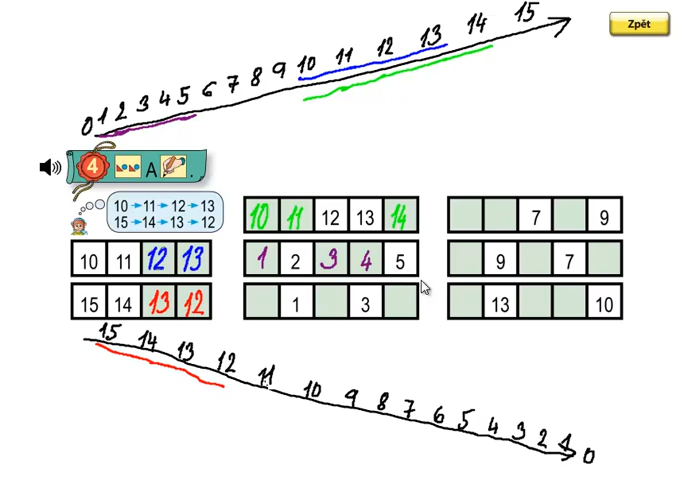 0 1 2 3 4 5 6 7 8 9 10 11 12 13 14 15
Zpět
4 A .
10 → 11 → 12 → 13
15 → 14 → 13 → 12
10 11 12 13 14
7 9
10 11 12 13
1 2 3 4 5
9 7
15 14 13 12
1 3
13 10
15 14 13 12 11 10 9 8 7 6 5 4 3 2 1 0